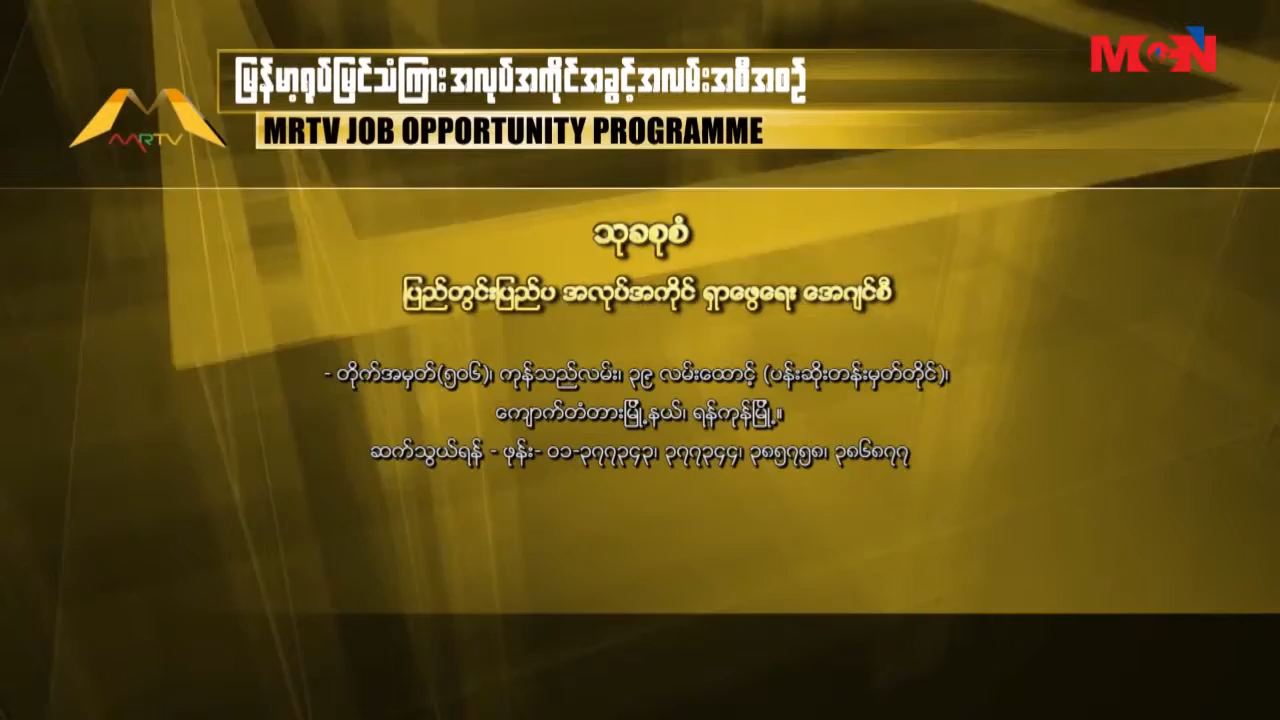 မြန်မာ့ရုပ်မြင်သံကြား အလုပ်အကိုင်အခွင့်အလမ်းအစီအစဉ်
MCN
MRTV
MRTV JOB OPPORTUNITY PROGRAMME
သုခစုစံ
ပြည်တွင်းပြည်ပ အလုပ်အကိုင် ရှာဖွေရေး အေဂျင်စီ
- တိုက်အမှတ်(၅၀၆)၊ ကုန်သည်လမ်း၊ ၃၉ လမ်းထောင့် (ပန်းဆိုးတန်းမှတ်တိုင်)၊
ကျောက်တံတားမြို့နယ်၊ ရန်ကုန်မြို့။
ဆက်သွယ်ရန် - ဖုန်း- ၀၁-၃၇၇၃၄၃၊ ၃၇၇၃၄၄၊ ၃၈၅၇၅၈၊ ၃၈၆၈၇၇